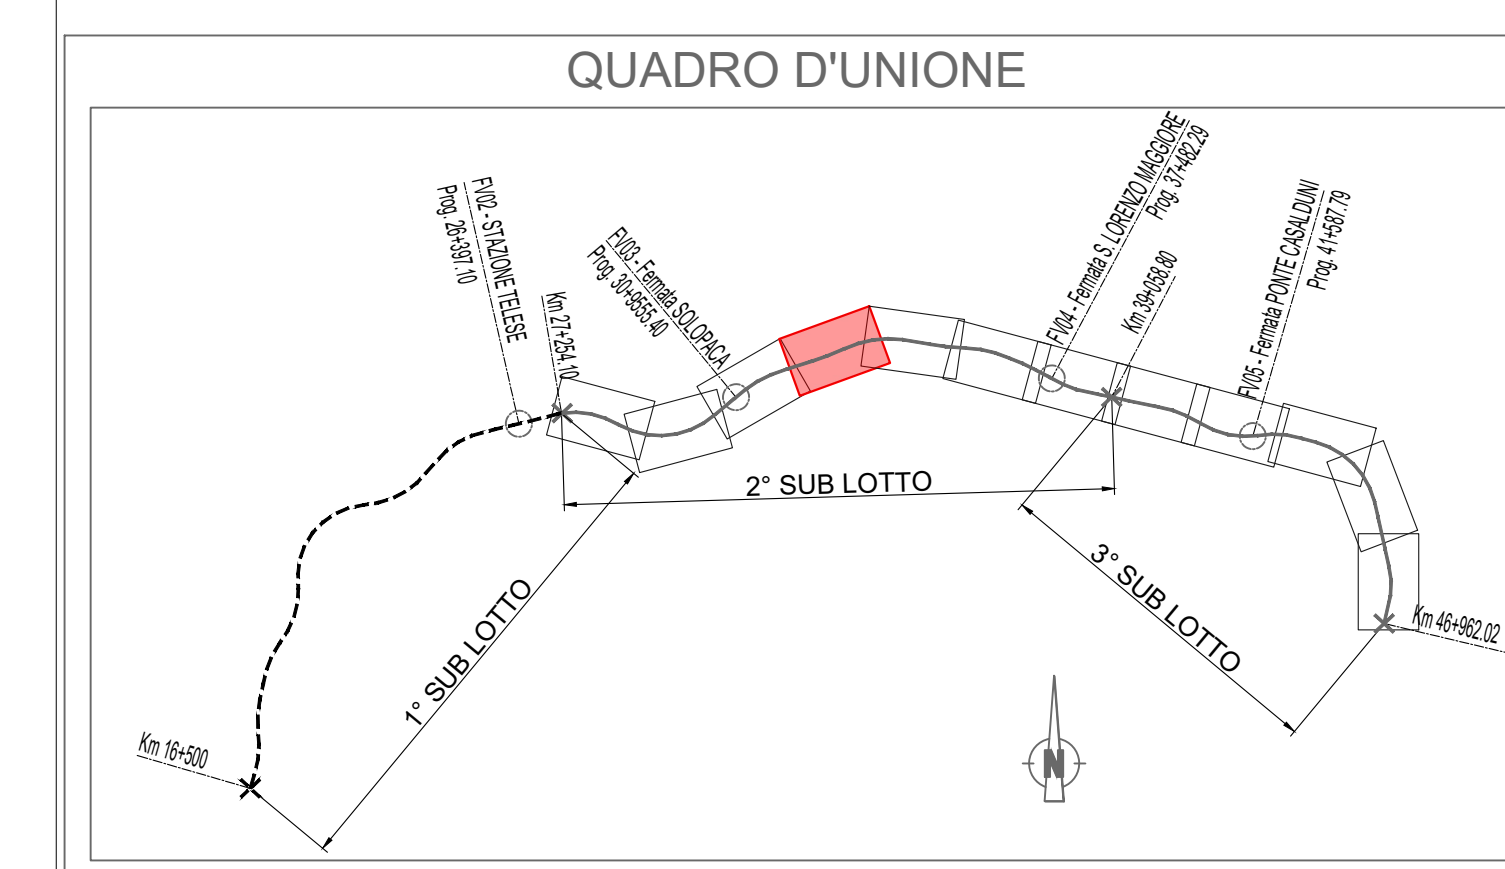 QUADRO D'UNIONE
FV02 - STAZIONE TELESE
Prog. 26+397.10
Km 27+254.10
FV03 - Fermata SOLOPACA
Prog. 30+9555.40
FV04 - Fermata S. LORENZO MAGGIORE
Prog. 37+482.29
Km 39+058.80
FV05 - Fermata PONTE CASALDUNI
Prog. 41+587.79
2° SUB LOTTO
1° SUB LOTTO
3° SUB LOTTO
Km 46+962.02
Km 16+500
N